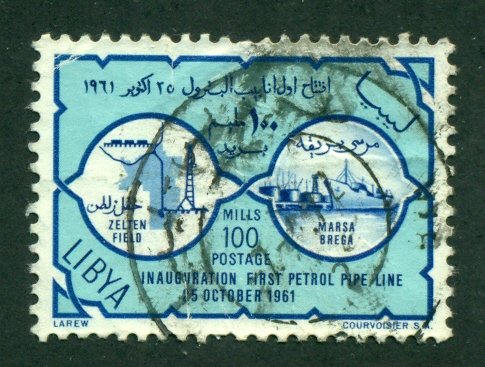 افتتاح اول انابيب البترول ٢٥ اكتوبر ١٩٦١
ليبيا
١٠٠ مليم
بريد
حقل زلطن
ZELTEN
FIELD
مرسى بريقة
MARSA
BREGA
MILLS
100
POSTAGE
LIBYA
INAUGURATION FIRST PETROL PIPE LINE
25 OCTOBER 1961
LAREW
COURVOISIER S.A.